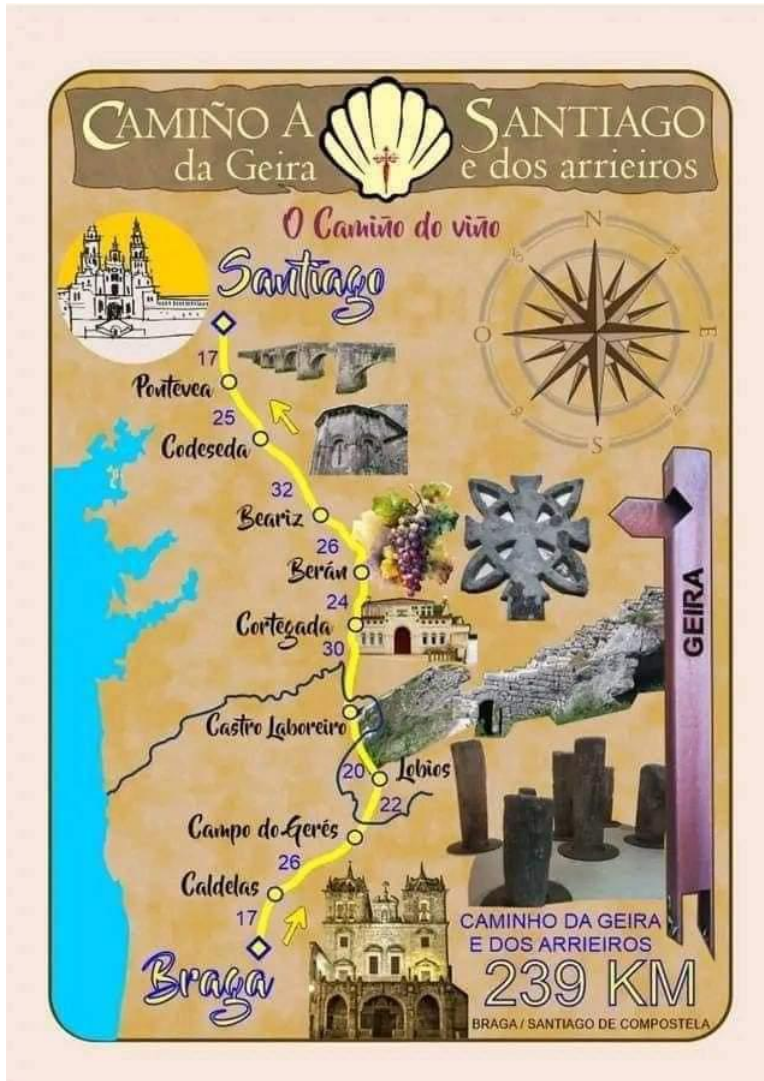 CAMIÑO A SANTIAGO
da Geira e dos arrieiros
O Camiño do viño
Santiago
N
O
E
S
17
Pontevea
25
Codeseda
32
Beariz
26
Berán
24
Cortegada
30
GEIRA
Castro Laboreiro
20
Lobios
22
Campo do Gerés
26
Caldelas
17
Braga
CAMINHO DA GEIRA
E DOS ARRIEIROS
239 KM
BRAGA / SANTIAGO DE COMPOSTELA